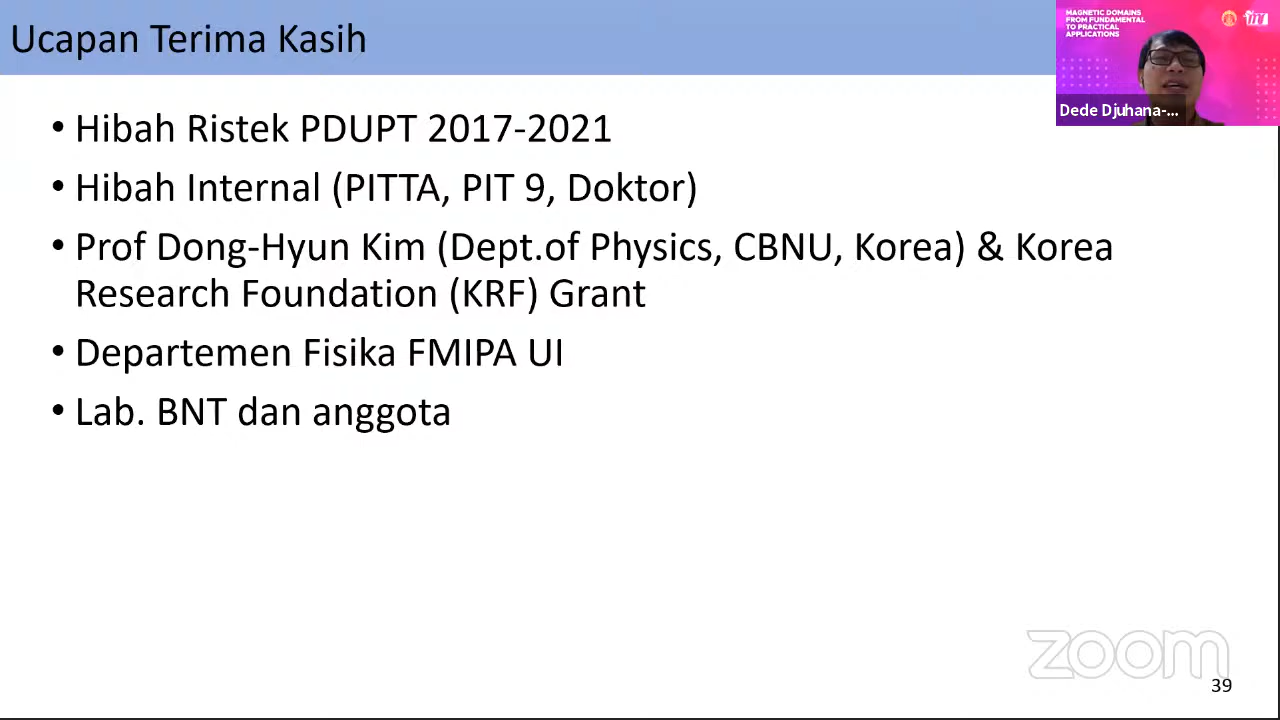 Ucapan Terima Kasih
MAGNETIC DOMAINS
FROM FUNDAMENTAL
TO PRACTICAL
APPLICATIONS
Dede Djuhana-...
• Hibah Ristek PDUPT 2017-2021
• Hibah Internal (PITTA, PIT 9, Doktor)
• Prof Dong-Hyun Kim (Dept.of Physics, CBNU, Korea) & Korea
Research Foundation (KRF) Grant
• Departemen Fisika FMIPA UI
• Lab. BNT dan anggota
zoom
39